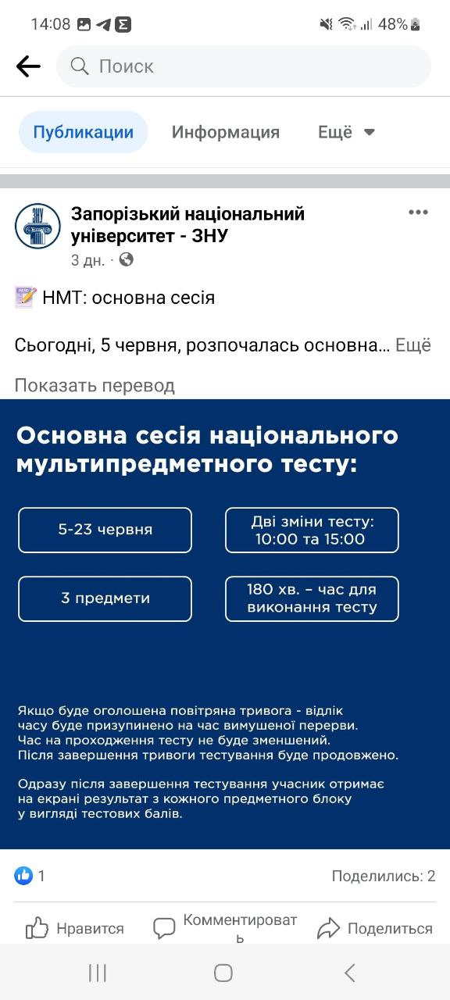 14:08
48%
Поиск
Публикации
Информация
Ещё
ЗНУ
Запорізький національний
університет - ЗНУ
3 дн. ·
НМТ: основна сесія
Сьогодні, 5 червня, розпочалась основна... Ещё
Показать перевод
Основна сесія національного
мультипредметного тесту:
5-23 червня
Дві зміни тесту:
10:00 та 15:00
3 предмети
180 хв. – час для
виконання тесту
Якщо буде оголошена повітряна тривога - відлік
часу буде призупинено на час вимушеної перерви.
Час на проходження тесту не буде зменшений.
Після завершення тривоги тестування буде продовжено.
Одразу після завершення тестування учасник отримає
на екрані результат з кожного предметного блоку
у вигляді тестових балів.
1
Поделились: 2
Нравится
Комментироват
ь
Поделиться